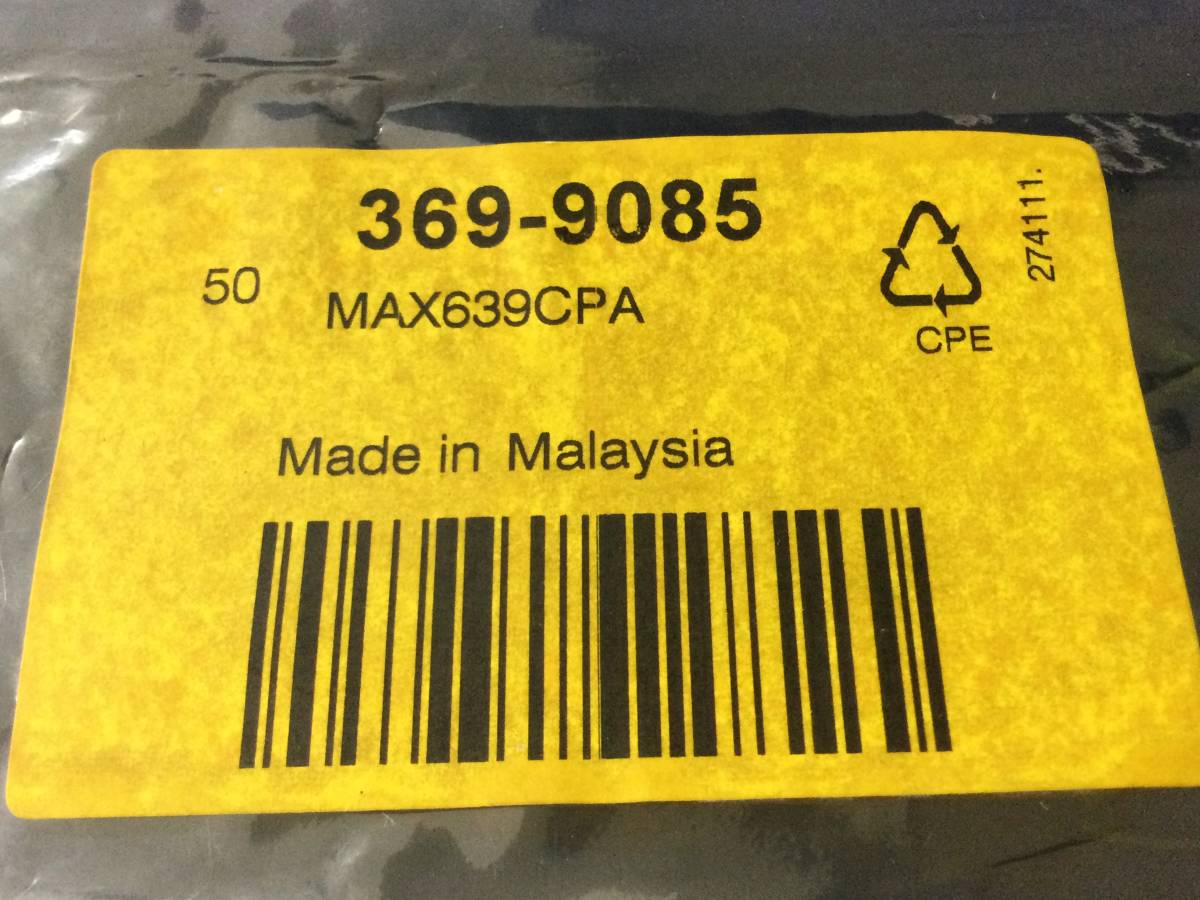 369-9085
50
MAX639CPA
CPE
274111.
Made in Malaysia